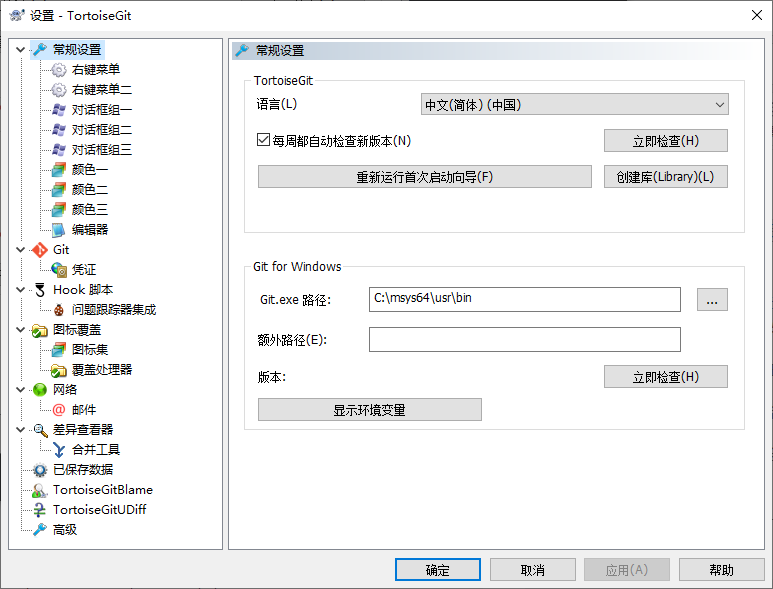 设置 - TortoiseGit
常规设置
右键菜单
右键菜单二
对话框组一
对话框组二
对话框组三
颜色一
颜色二
颜色三
编辑器
Git
凭证
Hook 脚本
问题跟踪器集成
图标覆盖
图标集
覆盖处理器
网络
邮件
差异查看器
合并工具
已保存数据
TortoiseGitBlame
TortoiseGitUDiff
高级
常规设置
TortoiseGit
语言(L)
中文(简体) (中国)
每周都自动检查新版本(N)
立即检查(H)
重新运行首次启动向导(F)
创建库(Library)(L)
Git for Windows
Git.exe 路径:
C:\msys64\usr\bin
...
额外路径(E):
版本:
立即检查(H)
显示环境变量
确定
取消
应用(A)
帮助